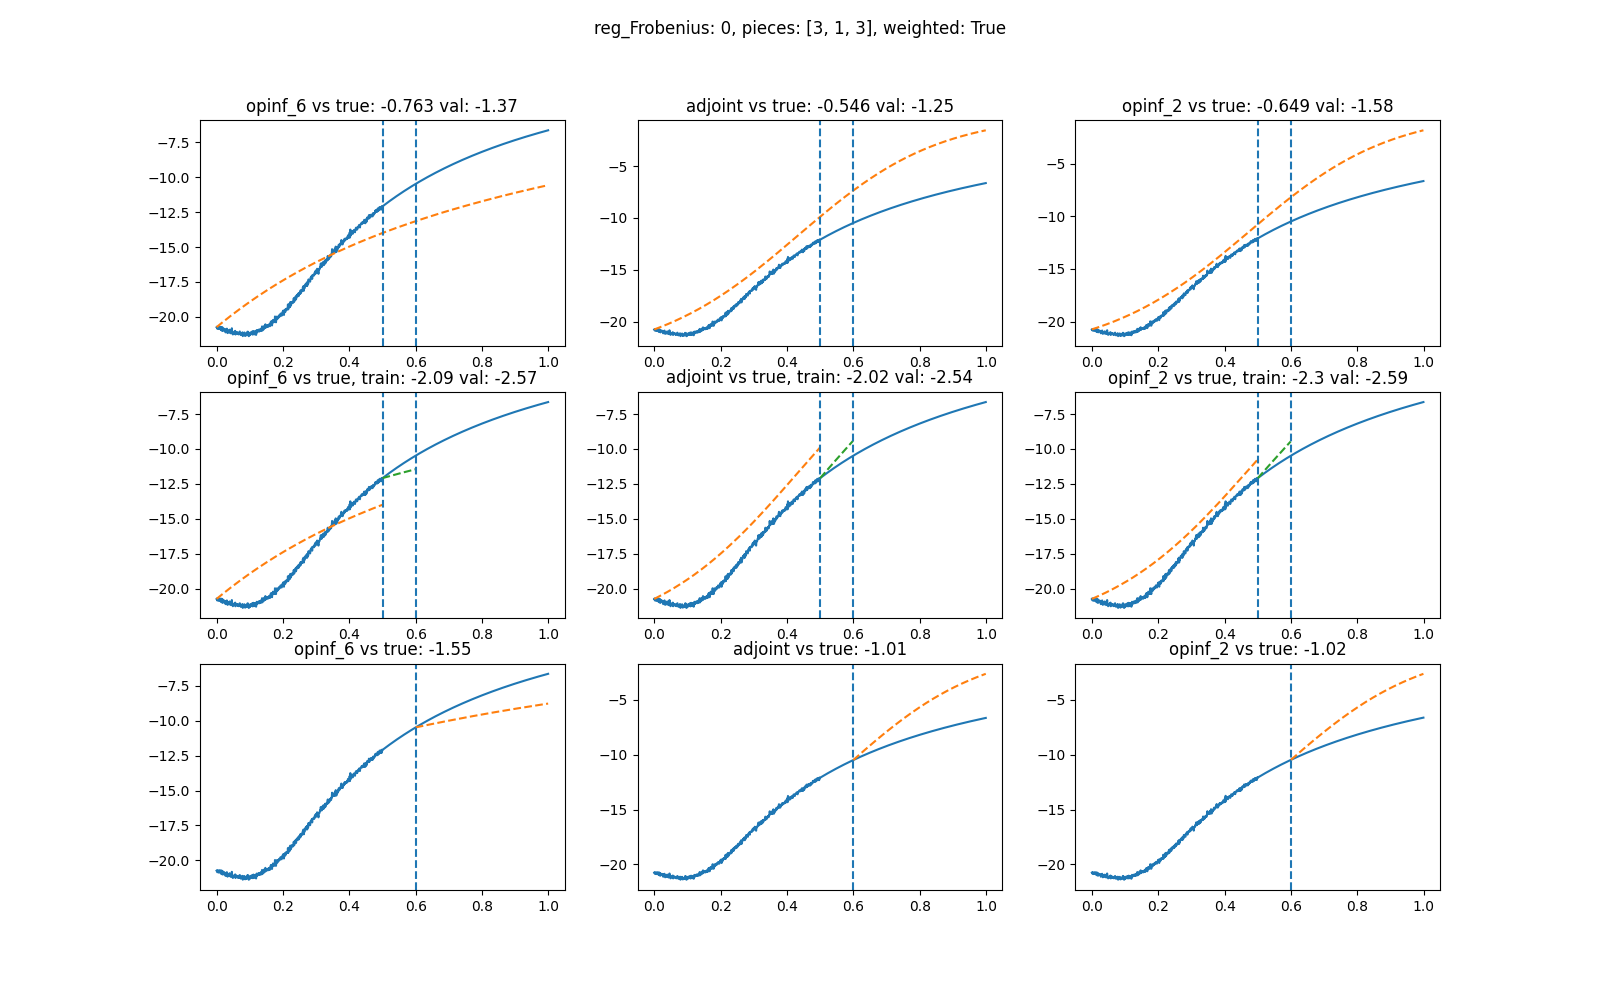 reg_Frobenius: 0, pieces: [3, 1, 3], weighted: True
opinf_6 vs true: -0.763 val: -1.37
adjoint vs true: -0.546 val: -1.25
opinf_2 vs true: -0.649 val: -1.58
−7.5
−10.0
−12.5
−15.0
−17.5
−20.0
0.0 0.2 0.4 0.6 0.8 1.0
−5
−10
−15
−20
0.0 0.2 0.4 0.6 0.8 1.0
−5
−10
−15
−20
0.0 0.2 0.4 0.6 0.8 1.0
opinf_6 vs true, train: -2.09 val: -2.57
adjoint vs true, train: -2.02 val: -2.54
opinf_2 vs true, train: -2.3 val: -2.59
−7.5
−10.0
−12.5
−15.0
−17.5
−20.0
0.0 0.2 0.4 0.6 0.8 1.0
−7.5
−10.0
−12.5
−15.0
−17.5
−20.0
0.0 0.2 0.4 0.6 0.8 1.0
−7.5
−10.0
−12.5
−15.0
−17.5
−20.0
0.0 0.2 0.4 0.6 0.8 1.0
opinf_6 vs true: -1.55
adjoint vs true: -1.01
opinf_2 vs true: -1.02
−7.5
−10.0
−12.5
−15.0
−17.5
−20.0
0.0 0.2 0.4 0.6 0.8 1.0
−5
−10
−15
−20
0.0 0.2 0.4 0.6 0.8 1.0
−5
−10
−15
−20
0.0 0.2 0.4 0.6 0.8 1.0